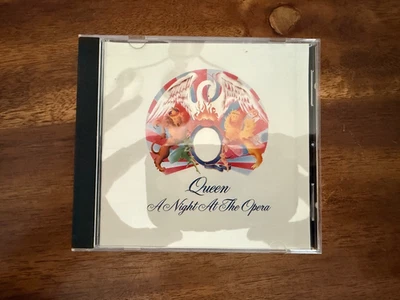 Queen
A Night At The Opera